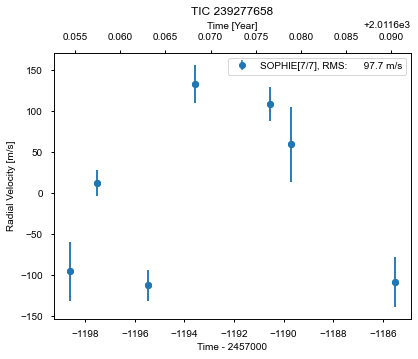 TIC 239277658
Time [Year]
+2.0116e3
0.055 0.060 0.065 0.070 0.075 0.080 0.085 0.090
SOPHIE[7/7], RMS: 97.7 m/s
Radial Velocity [m/s]
150
100
50
0
−50
−100
−150
−1198 −1196 −1194 −1192 −1190 −1188 −1186
Time - 2457000